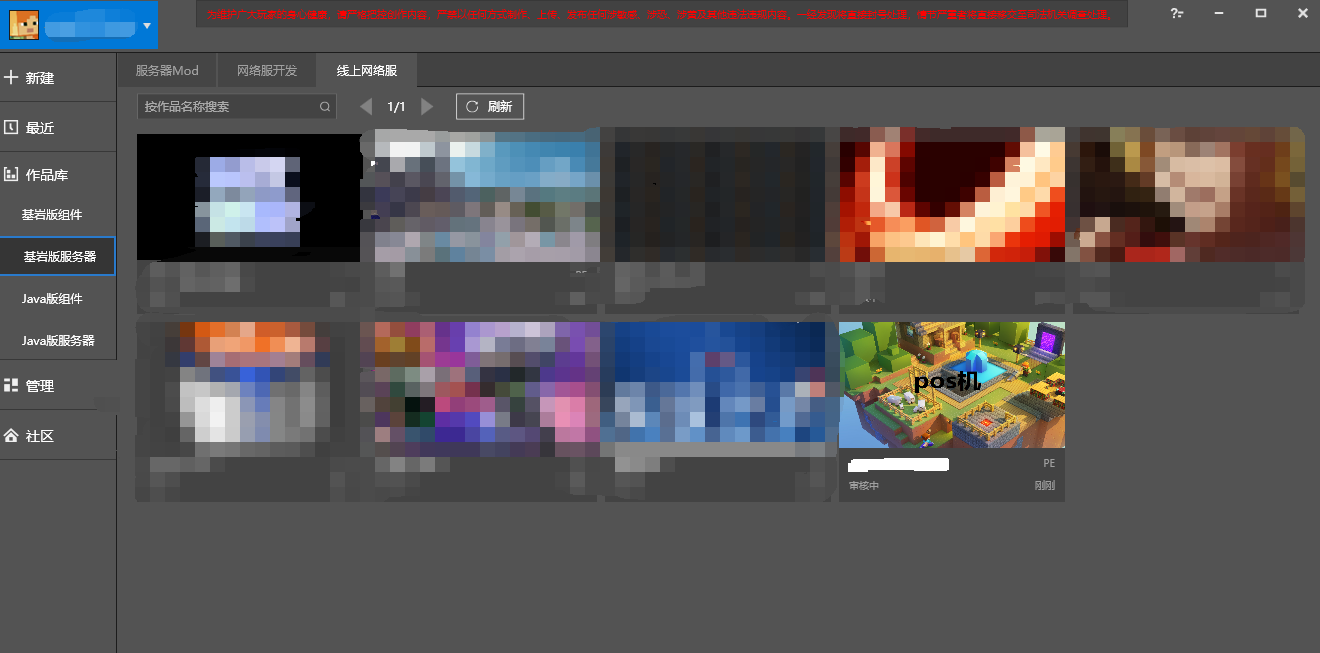 新建
最近
作品库
基岩版组件
基岩版服务器
Java版组件
Java版服务器
管理
社区
服务器Mod
网络服开发
线上网络服
按作品名称搜索
1/1
刷新
pos机
PE
审核中
刚刚